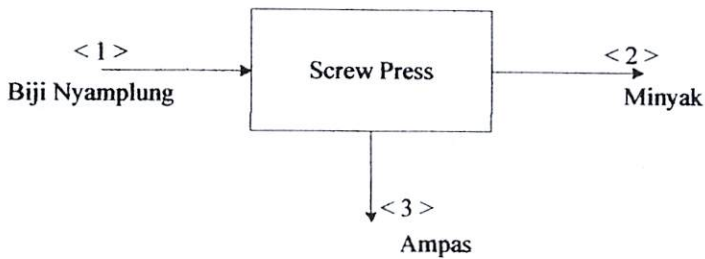 < 1 >
Biji Nyamplung
Screw Press
< 2 >
Minyak
< 3 >
Ampas